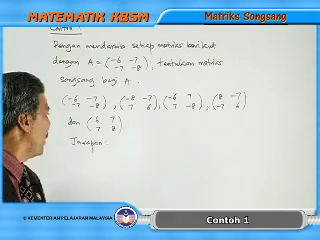 MATEMATIK KBSM
Matriks Songsang
Contoh 1
Dengan mendarab setiap matriks berikut
dengan A = (-6 -7
-7 -8), tentukan matriks
songsang bagi A.
(-6 -7
-7 -8), (-8 -7
7 6), (-6 7
7 -8), (8 -7
-7 6)
dan (6 7
7 8)
Jawapan:
© KEMENTERIAN PELAJARAN MALAYSIA
Contoh 1